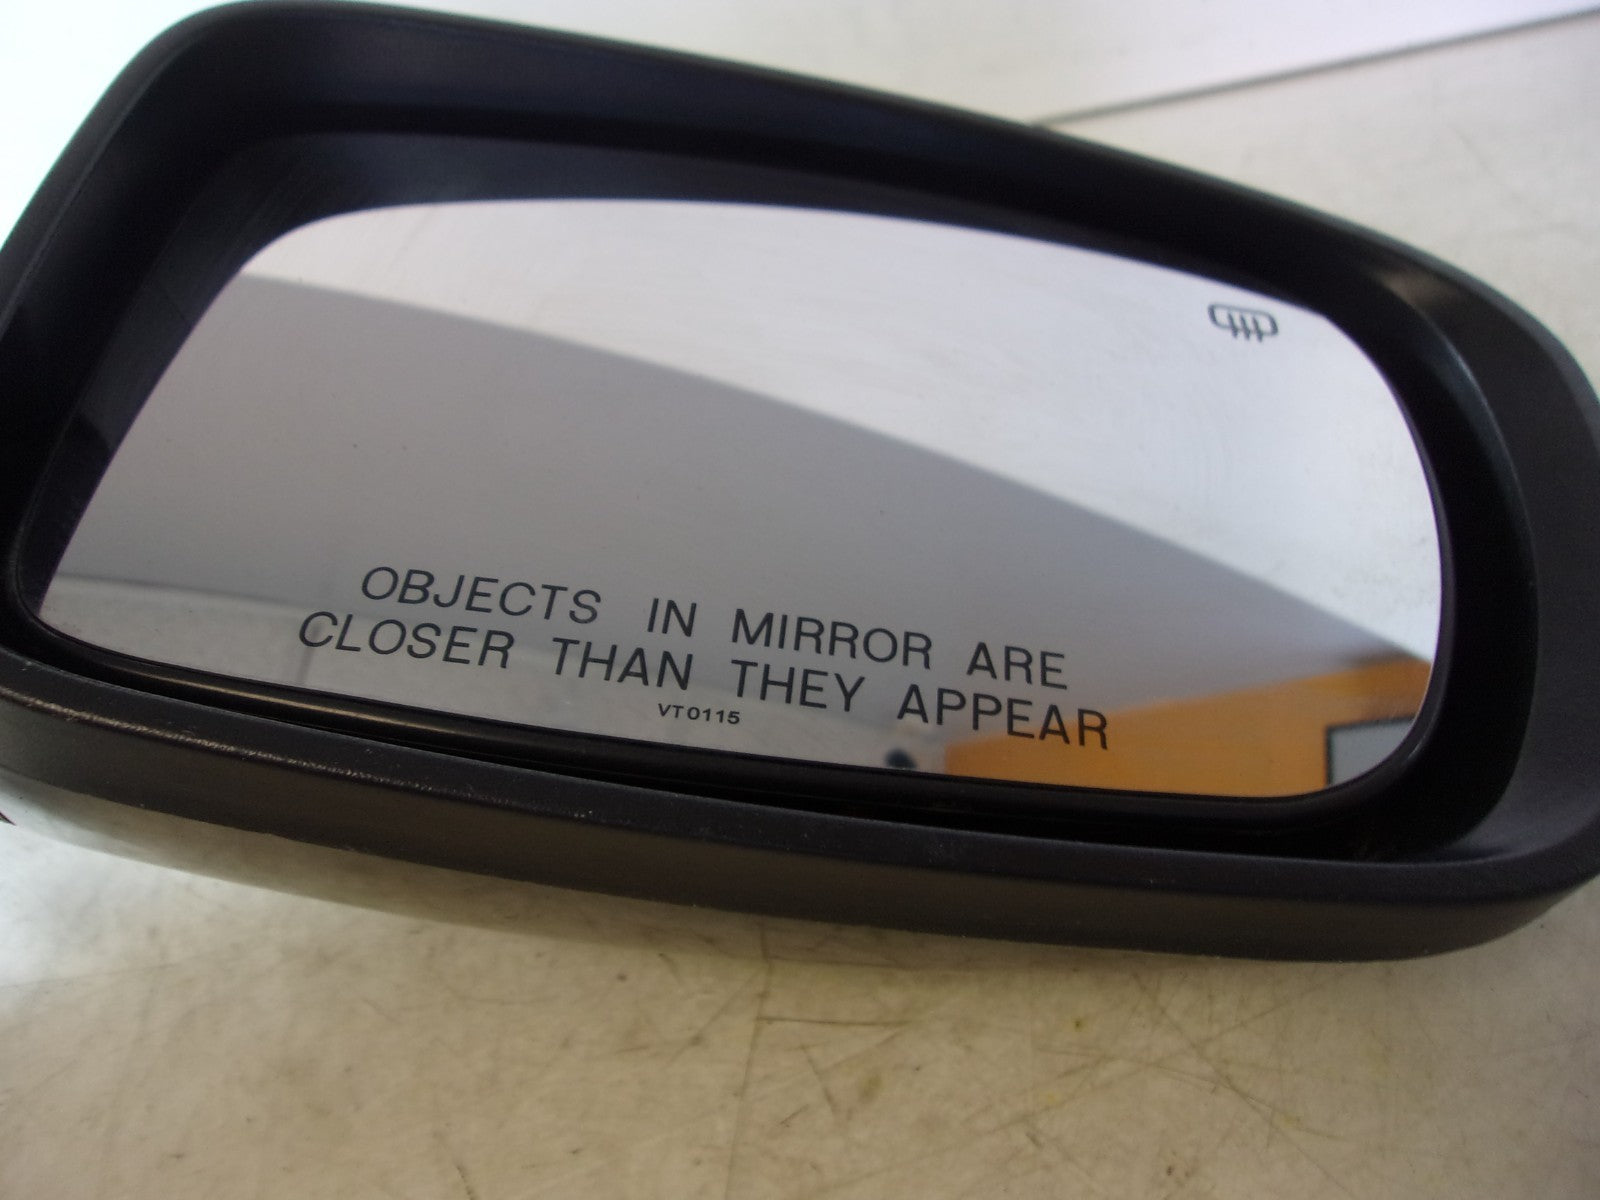 OBJECTS IN MIRROR ARE
CLOSER THAN THEY APPEAR
VT0115